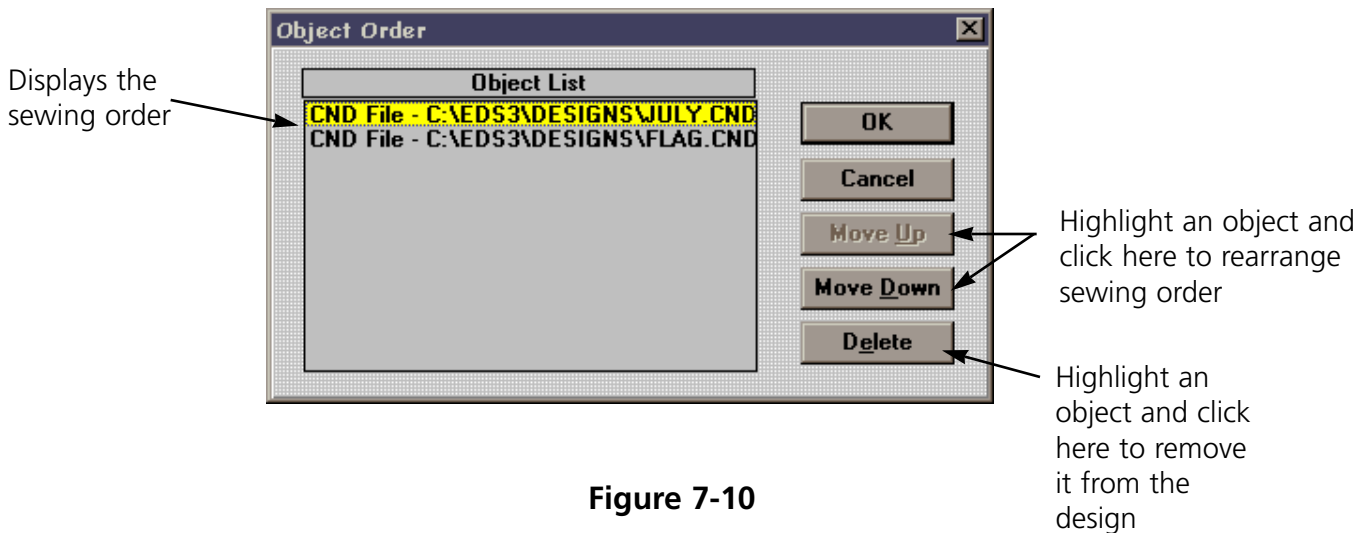 Object Order
Displays the
sewing order
Object List
CND File - C:\EDS3\DESIGNS\JULY.CND
CND File - C:\EDS3\DESIGNS\FLAG.CND
OK
Cancel
Move Up
Move Down
Delete
Highlight an object and
click here to rearrange
sewing order
Highlight an
object and click
here to remove
it from the
design
Figure 7-10